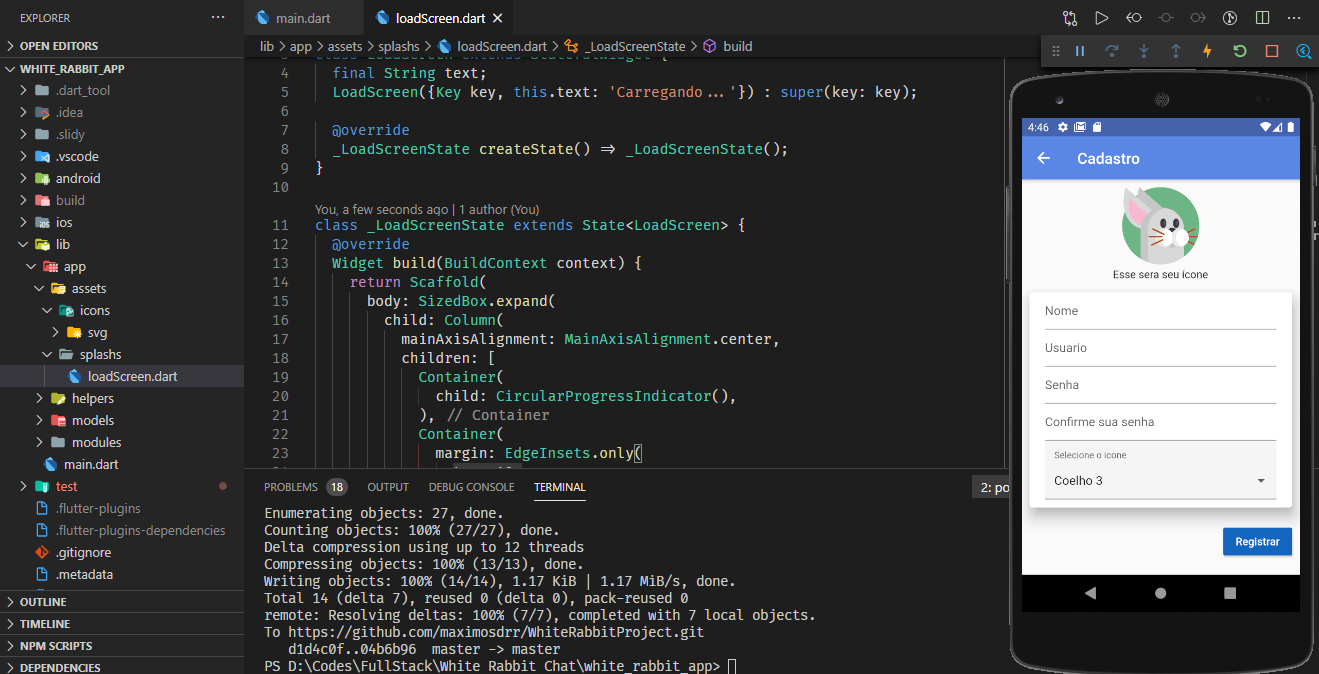 EXPLORER
OPEN EDITORS
WHITE_RABBIT_APP
.dart_tool
.idea
.slidy
.vscode
android
build
ios
lib
app
assets
icons
svg
splashs
loadScreen.dart
helpers
models
modules
main.dart
test
.flutter-plugins
.flutter-plugins-dependencies
.gitignore
.metadata
OUTLINE
TIMELINE
NPM SCRIPTS
DEPENDENCIES
main.dart
loadScreen.dart
lib > app > assets > splashs > loadScreen.dart > _LoadScreenState > build
4 final String text;
5 LoadScreen({Key key, this.text: 'Carregando...'}) : super(key: key);
6
7 @override
8 _LoadScreenState createState() => _LoadScreenState();
9 }
10
You, a few seconds ago | 1 author (You)
11 class _LoadScreenState extends State<LoadScreen> {
12 @override
13 Widget build(BuildContext context) {
14 return Scaffold(
15 body: SizedBox.expand(
16 child: Column(
17 mainAxisAlignment: MainAxisAlignment.center,
18 children: [
19 Container(
20 child: CircularProgressIndicator(),
21 ), // Container
22 Container(
23 margin: EdgeInsets.only(
PROBLEMS 18 OUTPUT DEBUG CONSOLE TERMINAL 2: po
Enumerating objects: 27, done.
Counting objects: 100% (27/27), done.
Delta compression using up to 12 threads
Compressing objects: 100% (13/13), done.
Writing objects: 100% (14/14), 1.17 KiB | 1.17 MiB/s, done.
Total 14 (delta 7), reused 0 (delta 0), pack-reused 0
remote: Resolving deltas: 100% (7/7), completed with 7 local objects.
To https://github.com/maximosdrr/WhiteRabbitProject.git
d1d4c0f..04b6b96 master -> master
PS D:\Codes\FullStack\White Rabbit Chat\white_rabbit_app>
4:46
Cadastro
Esse sera seu icone
Nome
Usuario
Senha
Confirme sua senha
Selecione o icone
Coelho 3
Registrar